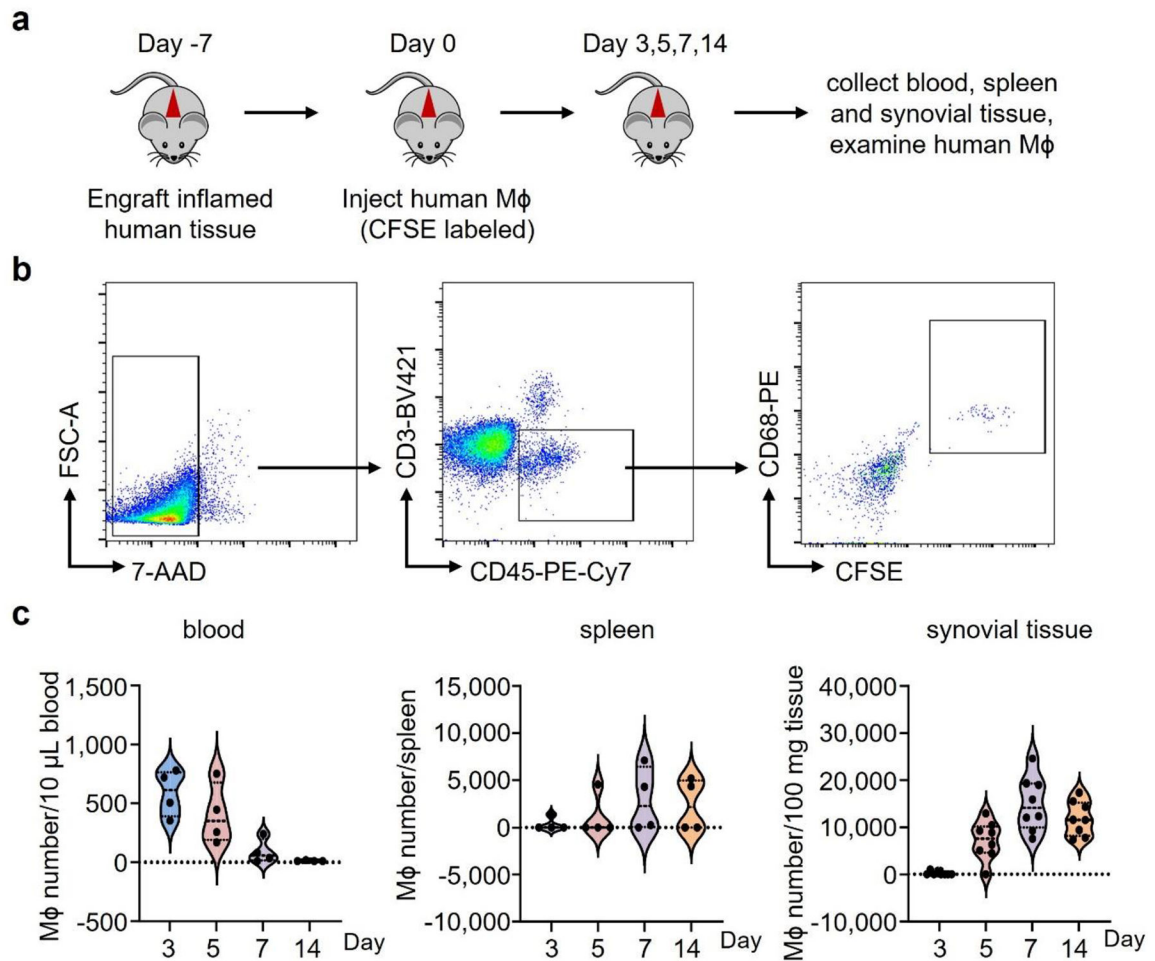 a
Day -7
Day 0
Day 3,5,7,14
collect blood, spleen
and synovial tissue,
examine human Mϕ
Engraft inflamed
human tissue
Inject human Mϕ
(CFSE labeled)
b
FSC-A
7-AAD
CD3-BV421
CD45-PE-Cy7
CD68-PE
CFSE
c
blood
Mϕ number/10 µL blood
1,500
1,000
500
0
-500
3 5 7 14 Day
spleen
Mϕ number/spleen
15,000
10,000
5,000
0
-5,000
-10,000
3 5 7 14 Day
synovial tissue
Mϕ number/100 mg tissue
40,000
30,000
20,000
10,000
0
-10,000
3 5 7 14 Day